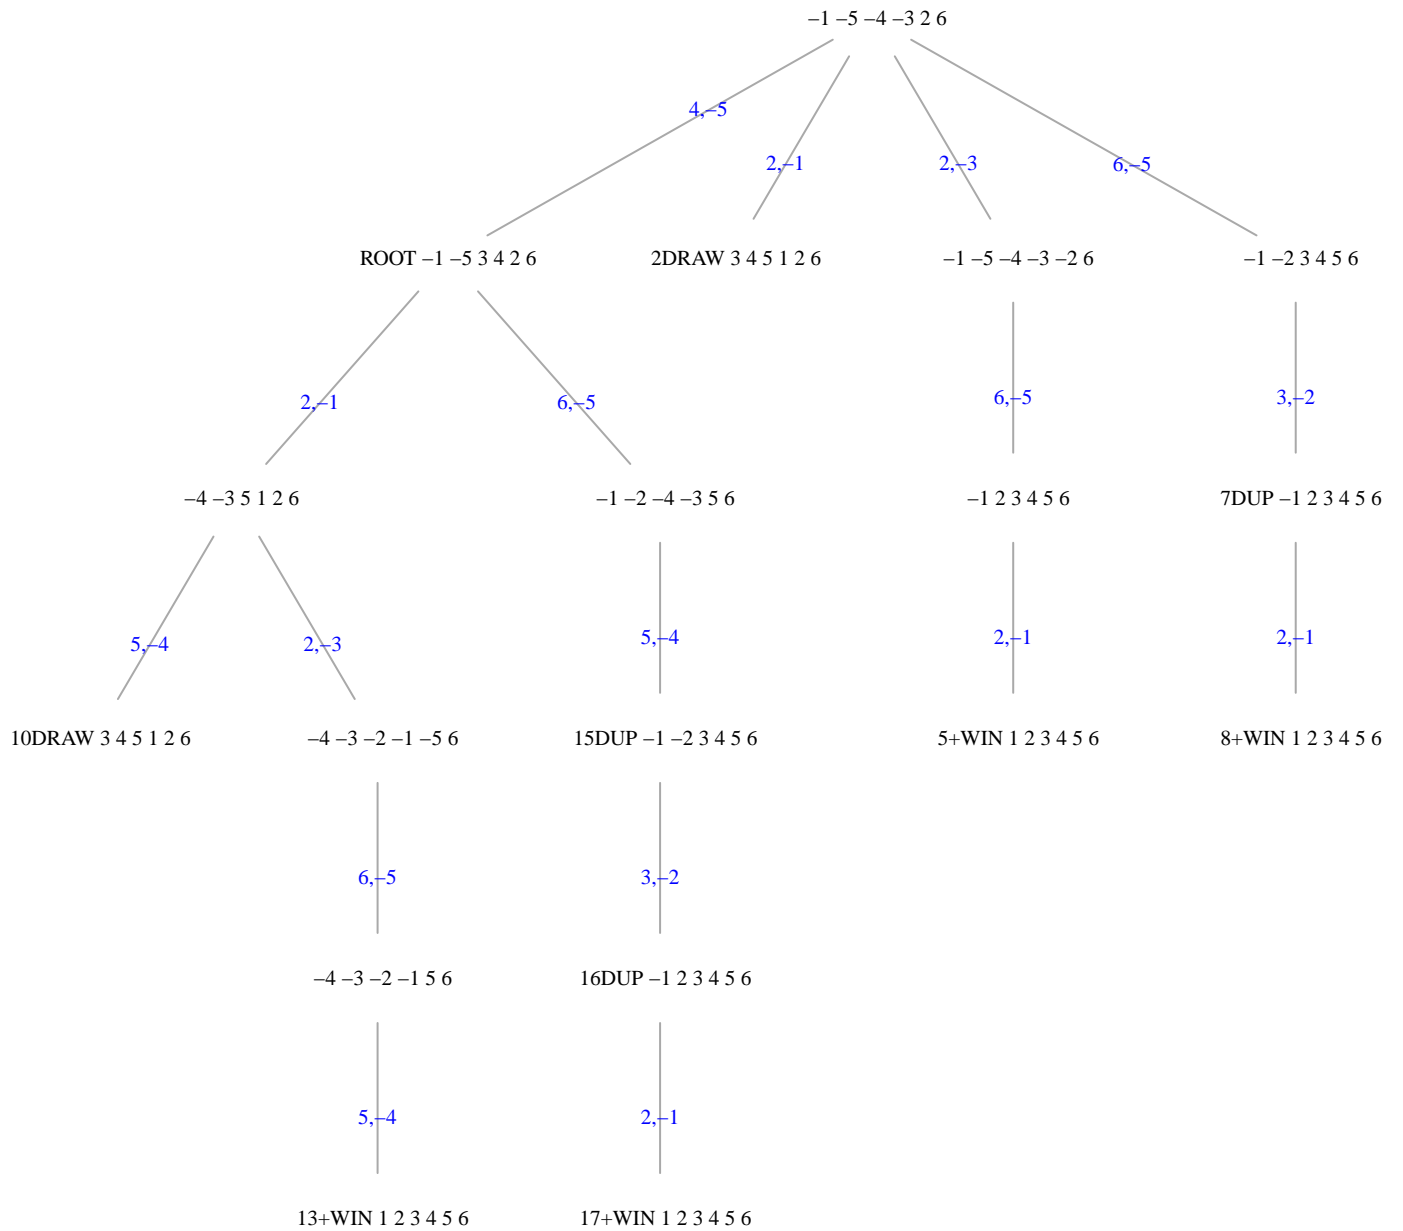 –1 –5 –4 –3 2 6
4,–5
2,–1
2,–3
6,–5
ROOT –1 –5 3 4 2 6
2DRAW 3 4 5 1 2 6
–1 –5 –4 –3 –2 6
–1 –2 3 4 5 6
2,–1
6,–5
6,–5
3,–2
–4 –3 5 1 2 6
–1 –2 –4 –3 5 6
–1 2 3 4 5 6
7DUP –1 2 3 4 5 6
5,–4
2,–3
5,–4
2,–1
2,–1
10DRAW 3 4 5 1 2 6
–4 –3 –2 –1 –5 6
15DUP –1 –2 3 4 5 6
5+WIN 1 2 3 4 5 6
8+WIN 1 2 3 4 5 6
6,–5
3,–2
–4 –3 –2 –1 5 6
16DUP –1 2 3 4 5 6
5,–4
2,–1
13+WIN 1 2 3 4 5 6
17+WIN 1 2 3 4 5 6